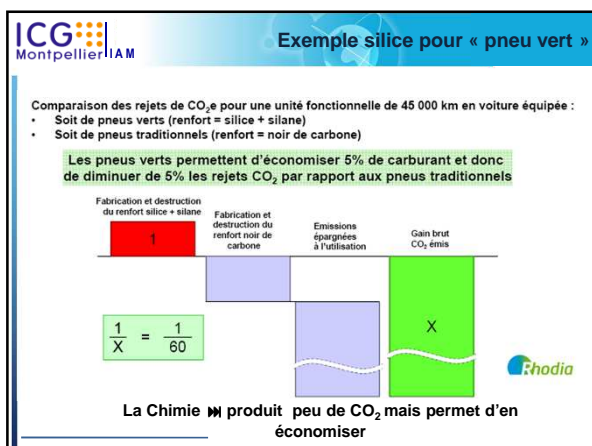 ICG
Montpellier IAM
Exemple silice pour « pneu vert »
Comparaison des rejets de CO2e pour une unité fonctionnelle de 45 000 km en voiture équipée :
• Soit de pneus verts (renfort = silice + silane)
• Soit de pneus traditionnels (renfort = noir de carbone)
Les pneus verts permettent d'économiser 5% de carburant et donc
de diminuer de 5% les rejets CO2 par rapport aux pneus traditionnels
Fabrication et destruction
du renfort silice + silane
Fabrication et
destruction du
renfort noir de
carbone
Emissions
épargnées
à l'utilisation
Gain brut
CO2 émis
1
1/X = 1/60
X
Rhodia
La Chimie ⏭ produit peu de CO2 mais permet d'en
économiser